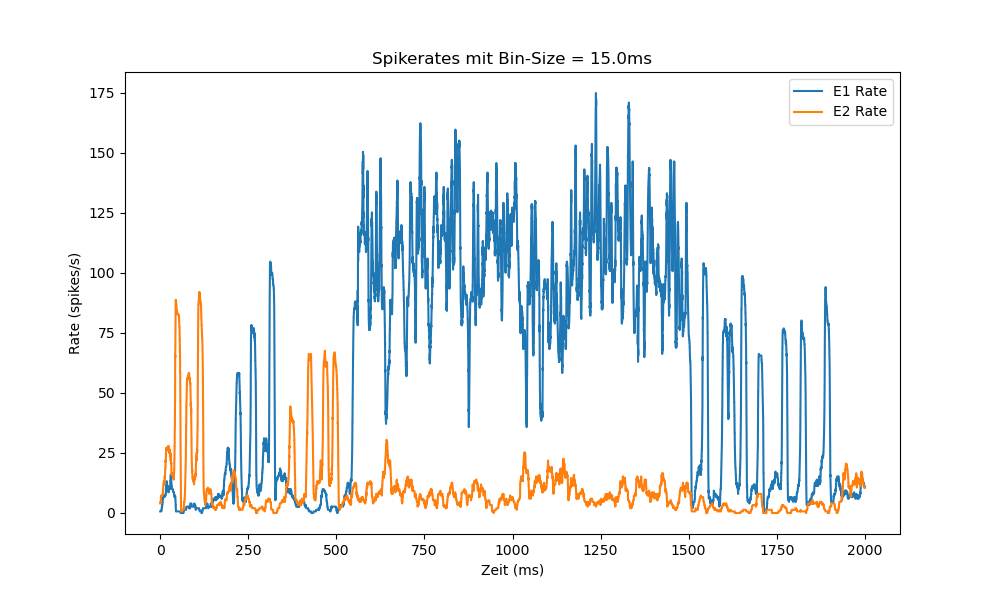 Spikerates mit Bin-Size = 15.0ms
E1 Rate
E2 Rate
175
150
125
100
75
50
25
0
Rate (spikes/s)
0 250 500 750 1000 1250 1500 1750 2000
Zeit (ms)